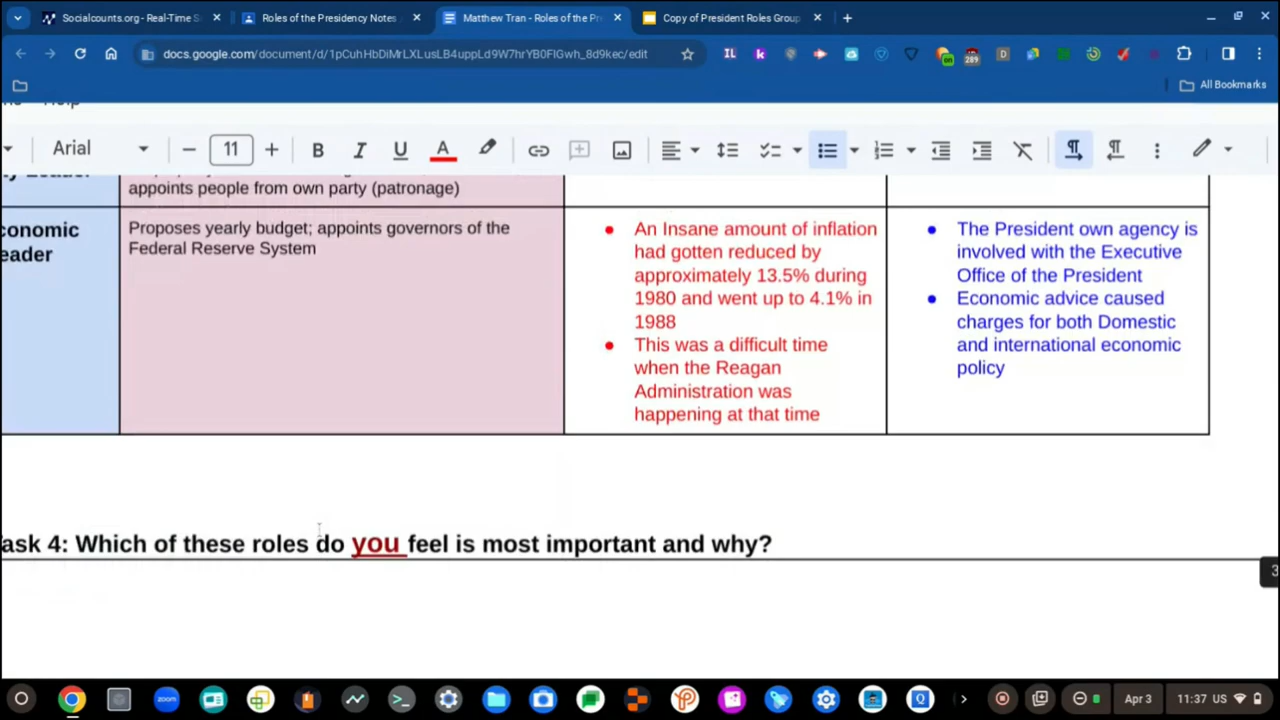 Socialcounts.org - Real-Time S
Roles of the Presidency Notes
Matthew Tran - Roles of the Pr
Copy of President Roles Group
docs.google.com/document/d/1pCuHbDiMrLXLusLB4uppLd9W7hrYB0FlGwh_8d9kec/edit
289
All Bookmarks
Help
Arial
11
appoints people from own party (patronage)
conomic
eader
Proposes yearly budget; appoints governors of the
Federal Reserve System
An Insane amount of inflation
had gotten reduced by
approximately 13.5% during
1980 and went up to 4.1% in
1988
This was a difficult time
when the Reagan
Administration was
happening at that time
The President own agency is
involved with the Executive
Office of the President
Economic advice caused
charges for both Domestic
and international economic
policy
ask 4: Which of these roles do you feel is most important and why?
3
zoom
Apr 3
11:37 US